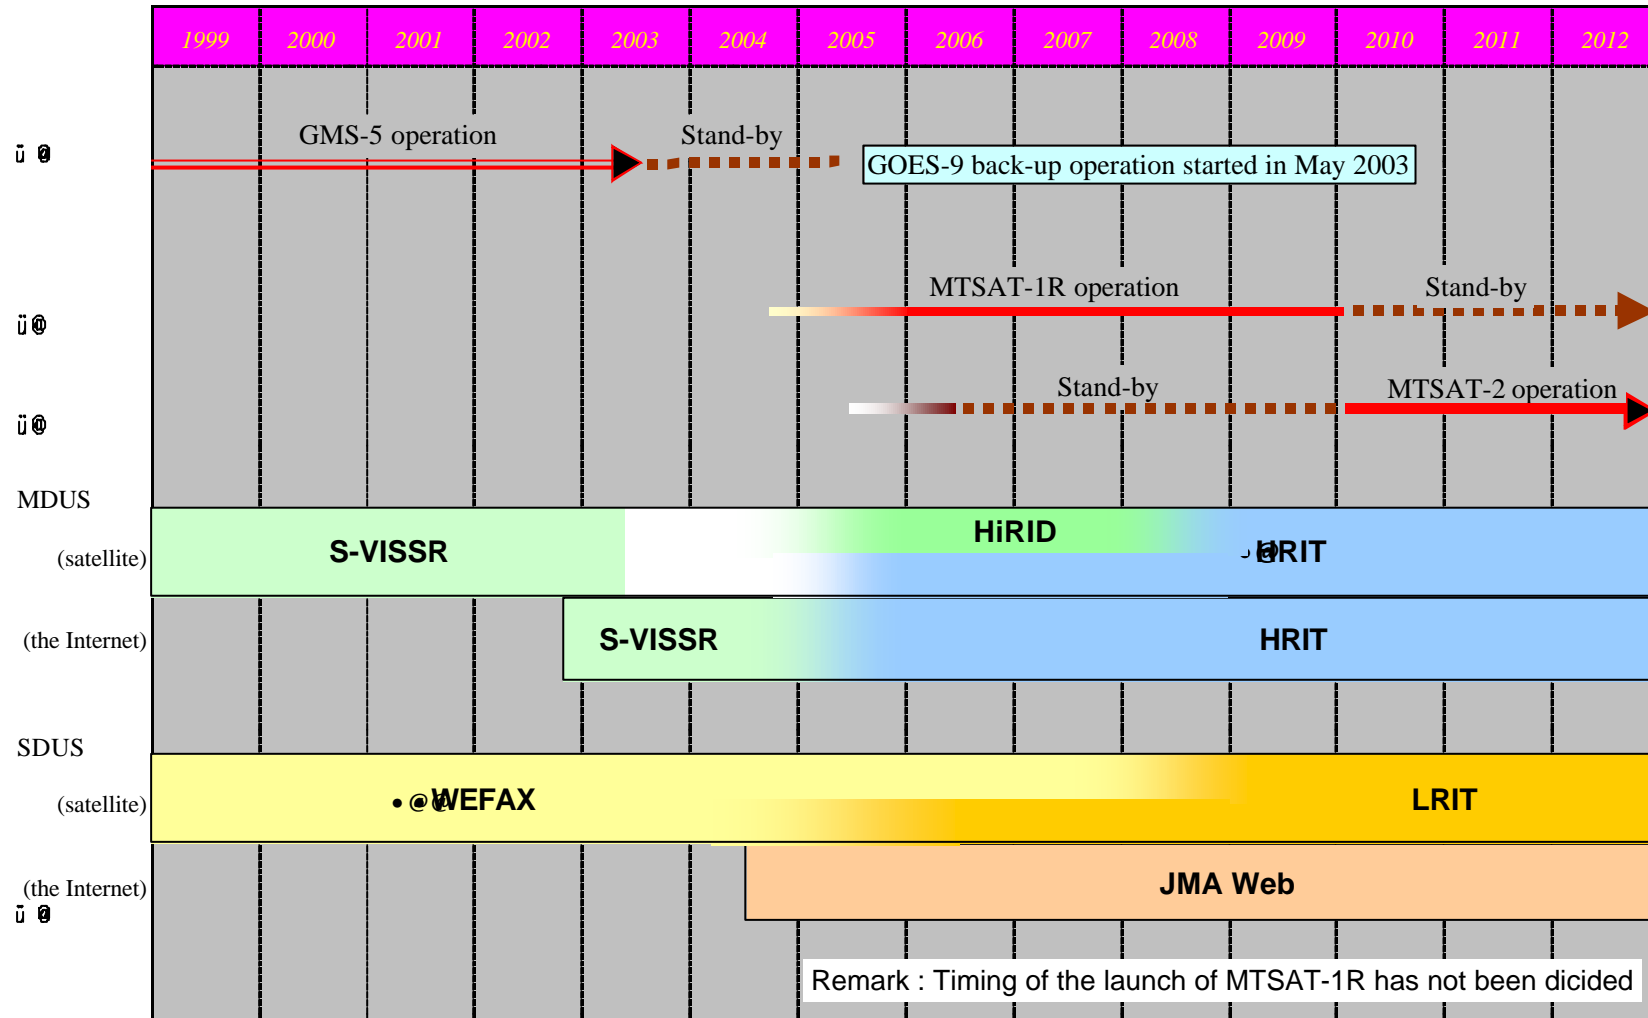 1999 2000 2001 2002 2003 2004 2005 2006 2007 2008 2009 2010 2011 2012
GMS-5 operation Stand-by
GOES-9 back-up operation started in May 2003
MTSAT-1R operation Stand-by
Stand-by MTSAT-2 operation
MDUS
(satellite) S-VISSR HiRID HRIT
(the Internet) S-VISSR HRIT
SDUS
(satellite) WEFAX LRIT
(the Internet) JMA Web
Remark : Timing of the launch of MTSAT-1R has not been dicided